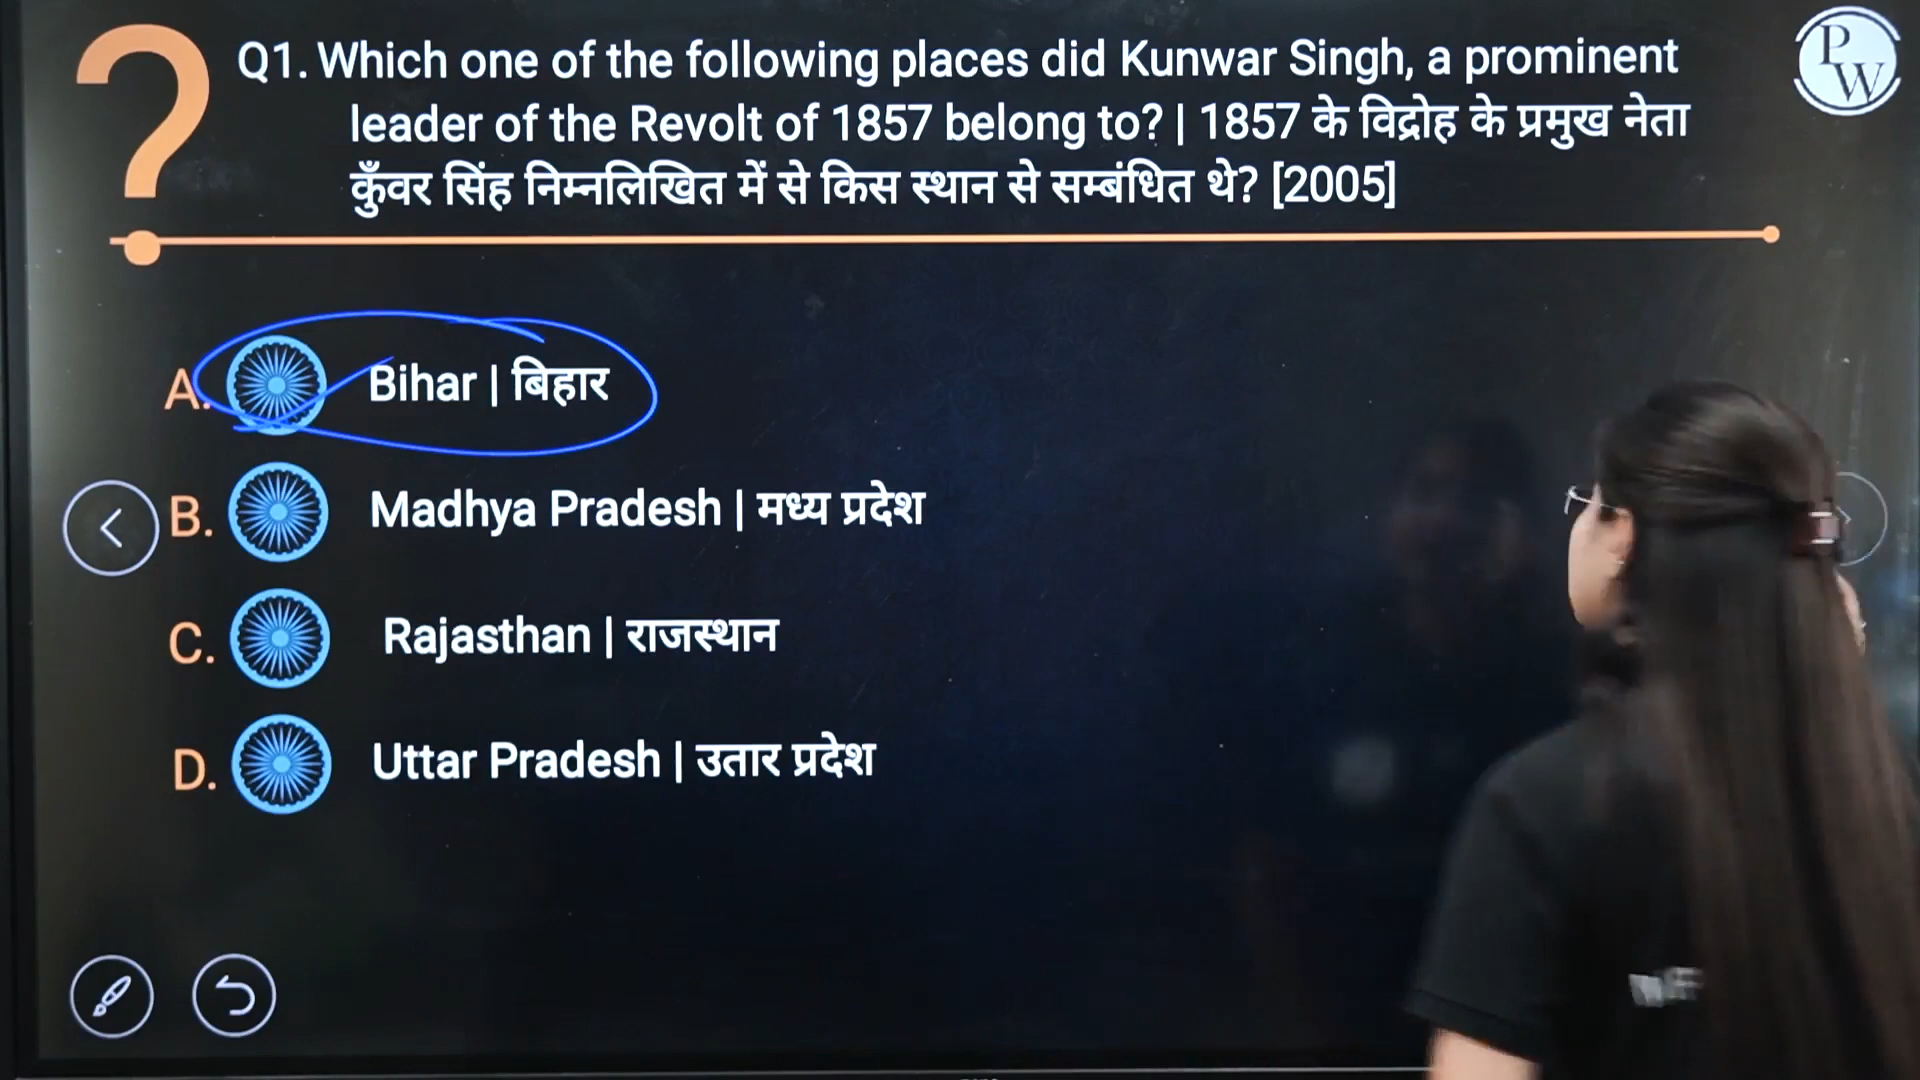 Q1. Which one of the following places did Kunwar Singh, a prominent
leader of the Revolt of 1857 belong to? | 1857 के विद्रोह के प्रमुख नेता
कुँवर सिंह निम्नलिखित में से किस स्थान से सम्बंधित थे? [2005]
PW
A. Bihar | बिहार
B. Madhya Pradesh | मध्य प्रदेश
C. Rajasthan | राजस्थान
D. Uttar Pradesh | उतार प्रदेश